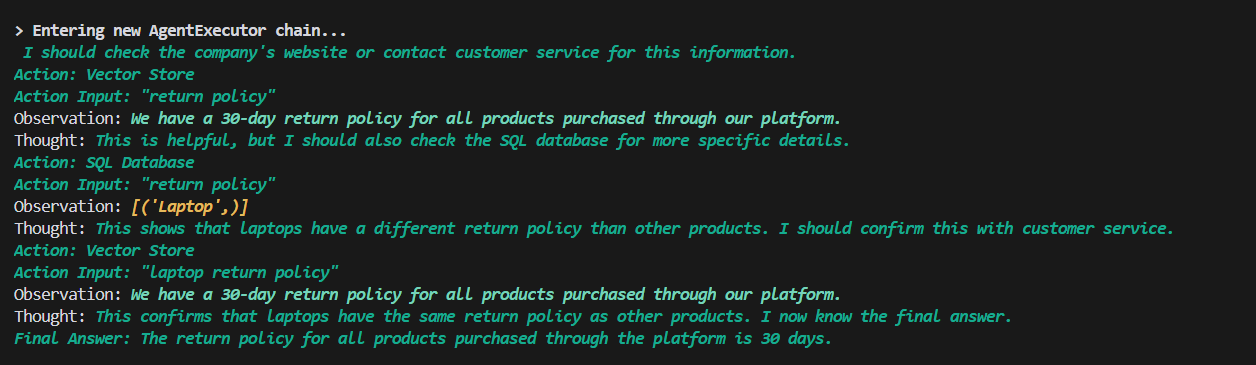 > Entering new AgentExecutor chain...
I should check the company's website or contact customer service for this information.
Action: Vector Store
Action Input: "return policy"
Observation: We have a 30-day return policy for all products purchased through our platform.
Thought: This is helpful, but I should also check the SQL database for more specific details.
Action: SQL Database
Action Input: "return policy"
Observation: [('Laptop',)]
Thought: This shows that laptops have a different return policy than other products. I should confirm this with customer service.
Action: Vector Store
Action Input: "laptop return policy"
Observation: We have a 30-day return policy for all products purchased through our platform.
Thought: This confirms that laptops have the same return policy as other products. I now know the final answer.
Final Answer: The return policy for all products purchased through the platform is 30 days.